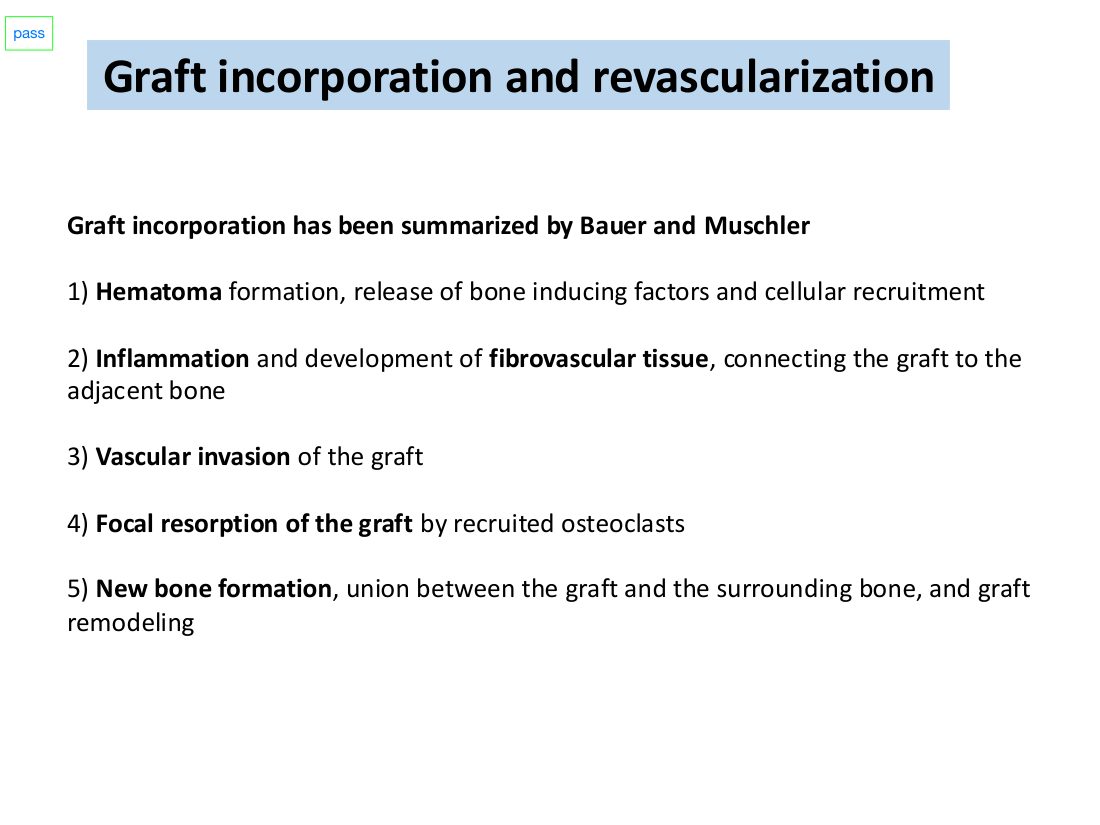 pass
Graft incorporation and revascularization
Graft incorporation has been summarized by Bauer and Muschler
1) Hematoma formation, release of bone inducing factors and cellular recruitment
2) Inflammation and development of fibrovascular tissue, connecting the graft to the
adjacent bone
3) Vascular invasion of the graft
4) Focal resorption of the graft by recruited osteoclasts
5) New bone formation, union between the graft and the surrounding bone, and graft
remodeling